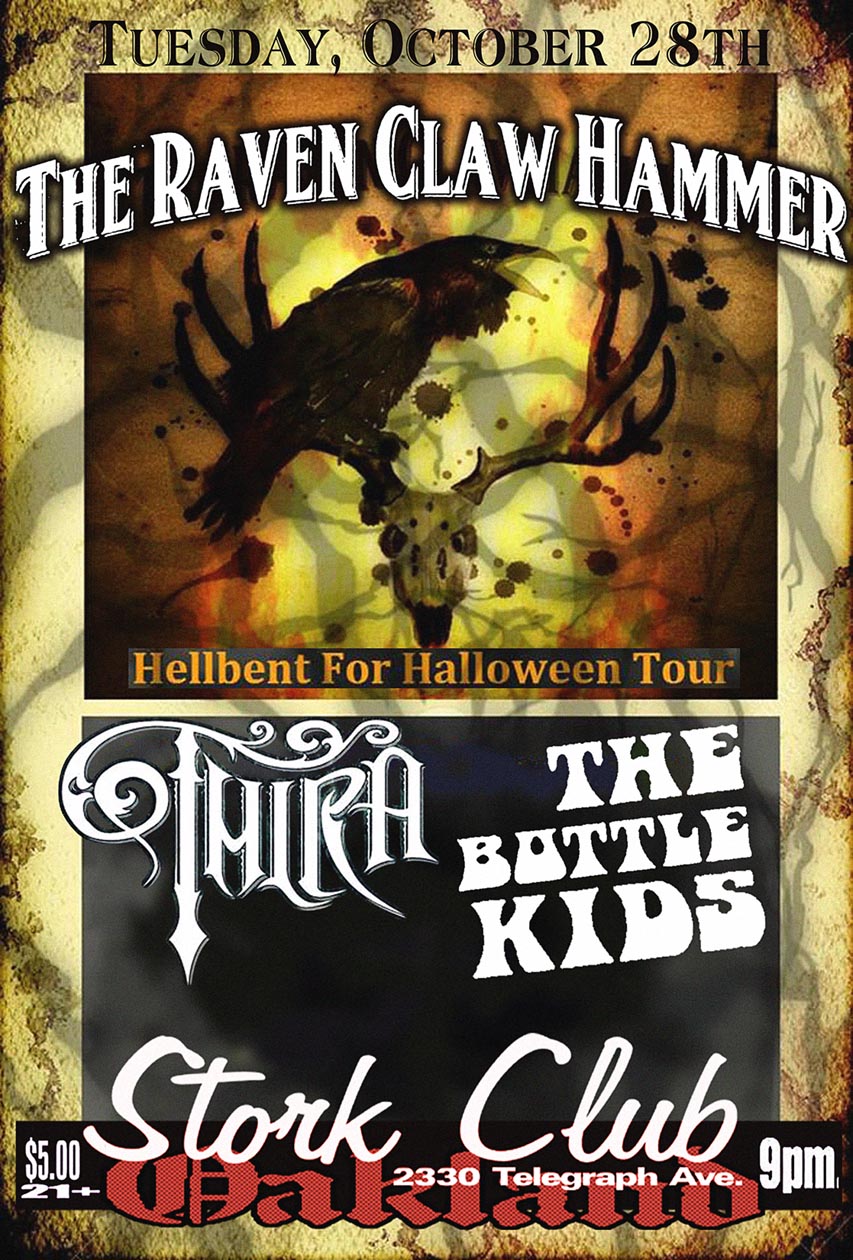 TUESDAY, OCTOBER 28TH
THE RAVEN CLAW HAMMER
Hellbent For Halloween Tour
THLRA
THE
BOTTLE
KIDS
Stork Club
$5.00
21+
2330 Telegraph Ave.
9pm.
Oakland